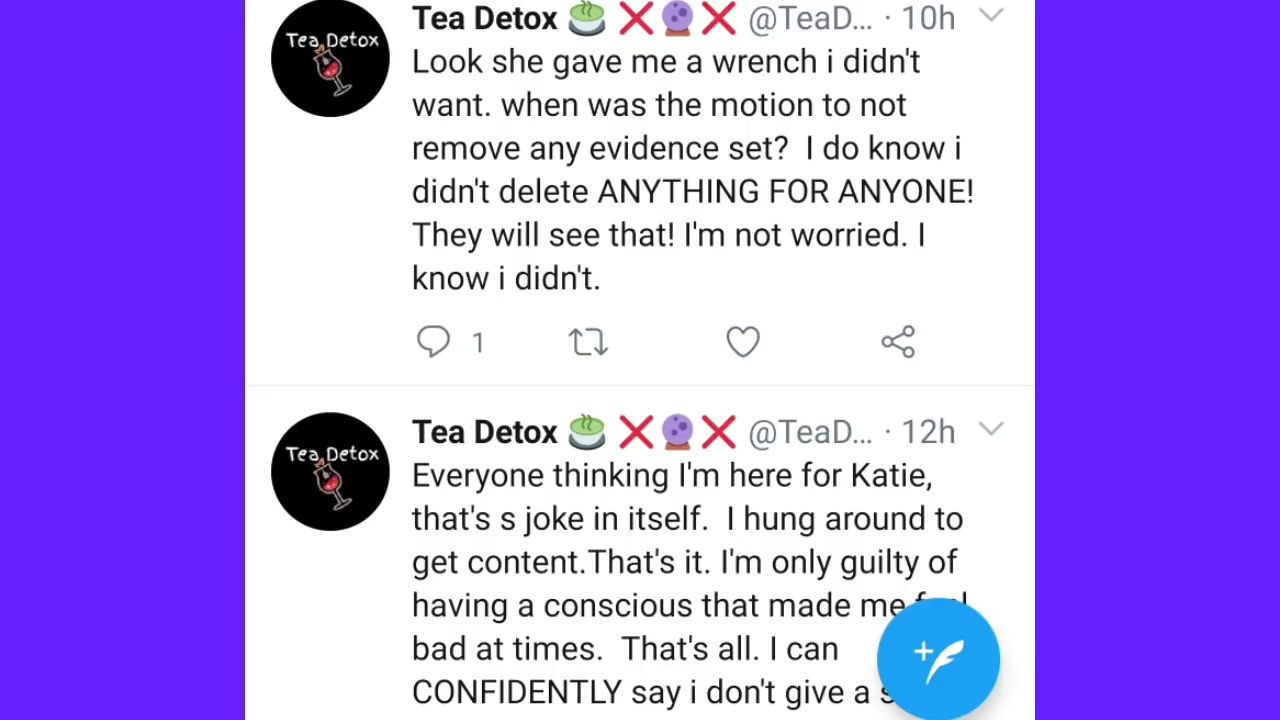 Tea Detox
Tea Detox 🍵 ❌🔮❌ @TeaD... · 10h
Look she gave me a wrench i didn't
want. when was the motion to not
remove any evidence set?  I do know i
didn't delete ANYTHING FOR ANYONE!
They will see that! I'm not worried. I
know i didn't.
1
Tea Detox
Tea Detox 🍵 ❌🔮❌ @TeaD... · 12h
Everyone thinking I'm here for Katie,
that's s joke in itself.  I hung around to
get content.That's it. I'm only guilty of
having a conscious that made me
bad at times.  That's all. I can
CONFIDENTLY say i don't give a